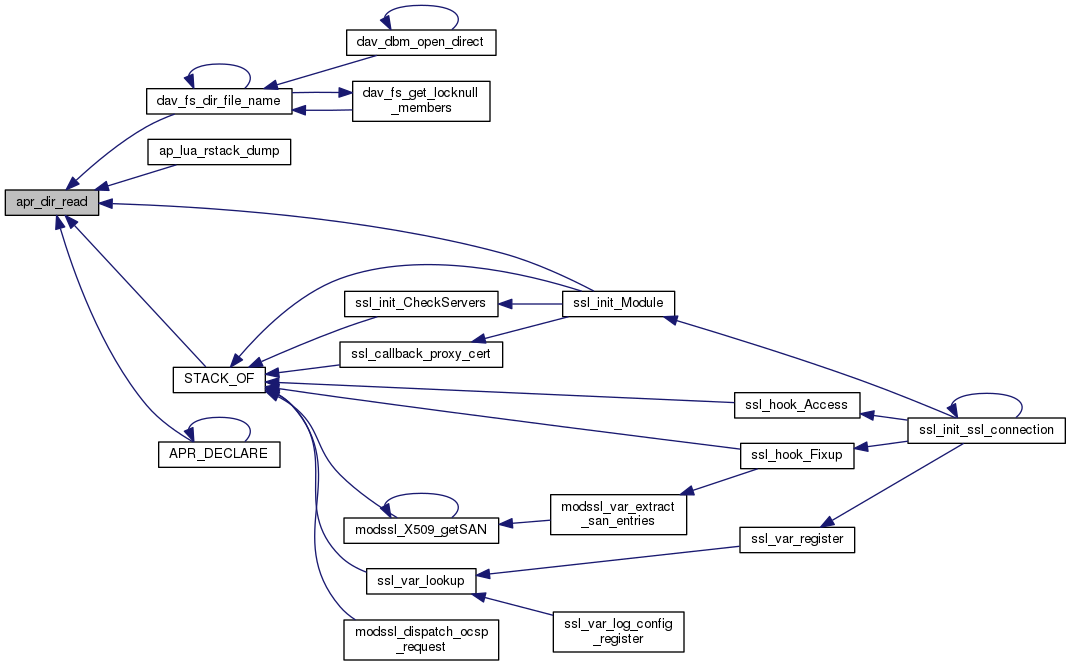 dav_dbm_open_direct
dav_fs_dir_file_name
dav_fs_get_locknull
_members
ap_lua_rstack_dump
apr_dir_read
ssl_init_CheckServers
ssl_init_Module
ssl_callback_proxy_cert
STACK_OF
ssl_hook_Access
ssl_init_ssl_connection
APR_DECLARE
ssl_hook_Fixup
modssl_var_extract
_san_entries
modssl_X509_getSAN
ssl_var_register
ssl_var_lookup
ssl_var_log_config
_register
modssl_dispatch_ocsp
_request